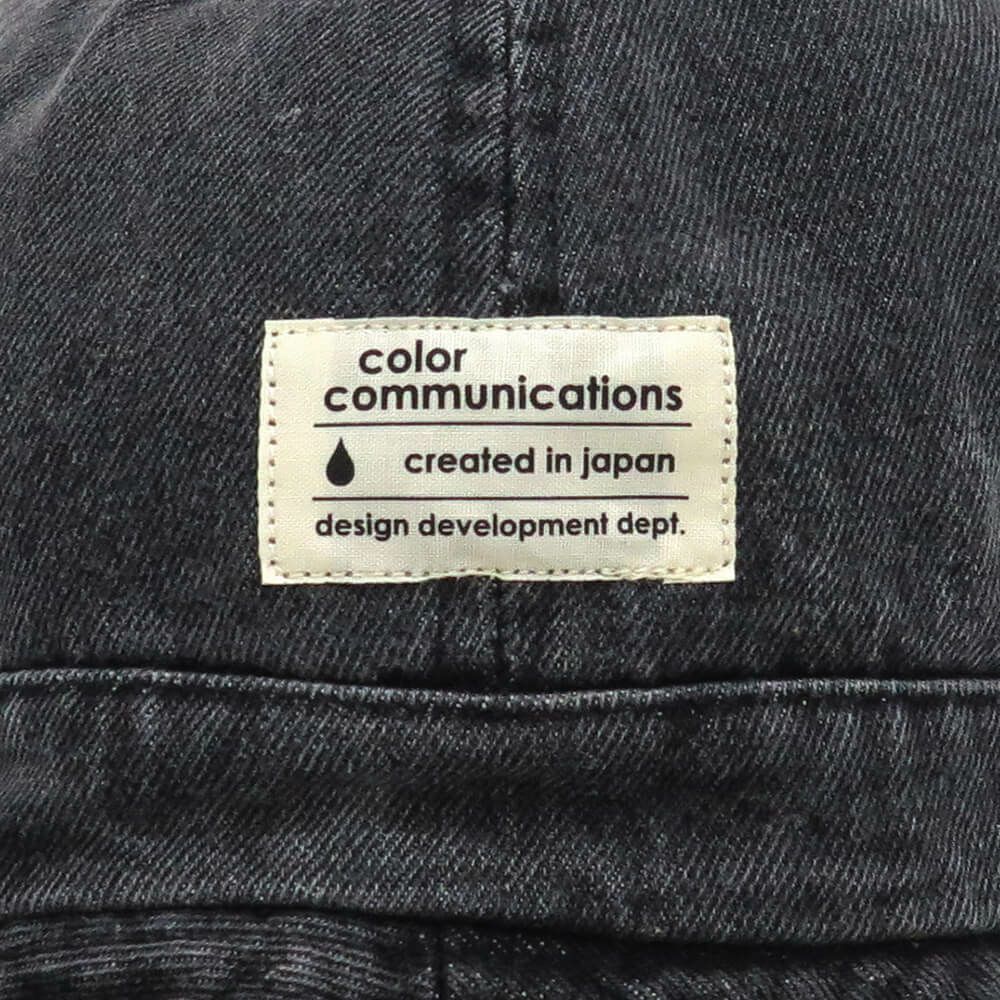 color
communications
created in japan
design development dept.